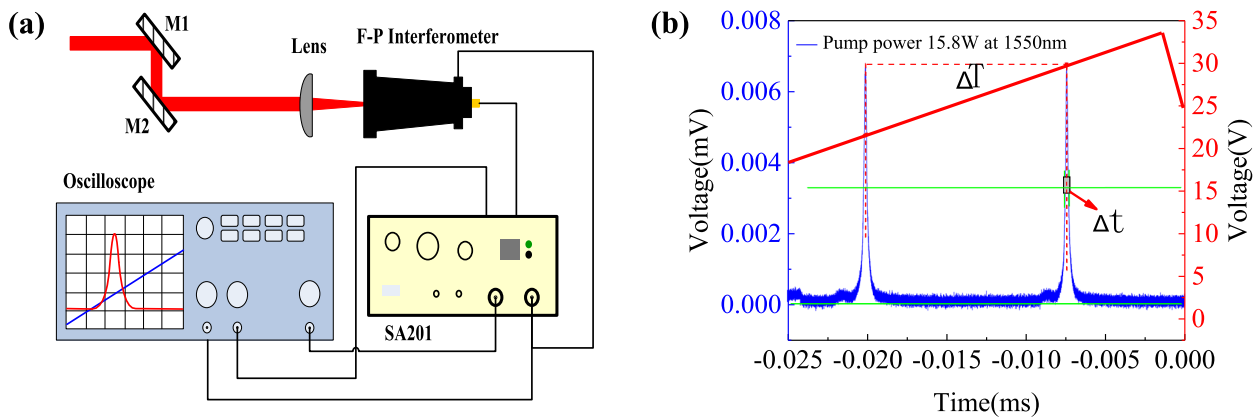 (a)
M1
M2
Lens
F-P Interferometer
Oscilloscope
SA201
(b)
Pump power 15.8W at 1550nm
ΔT
Δt
Voltage(mV)
0.008
0.006
0.004
0.002
0.000
Voltage(V)
35
30
25
20
15
10
5
0
-0.025 -0.020 -0.015 -0.010 -0.005 0.000
Time(ms)